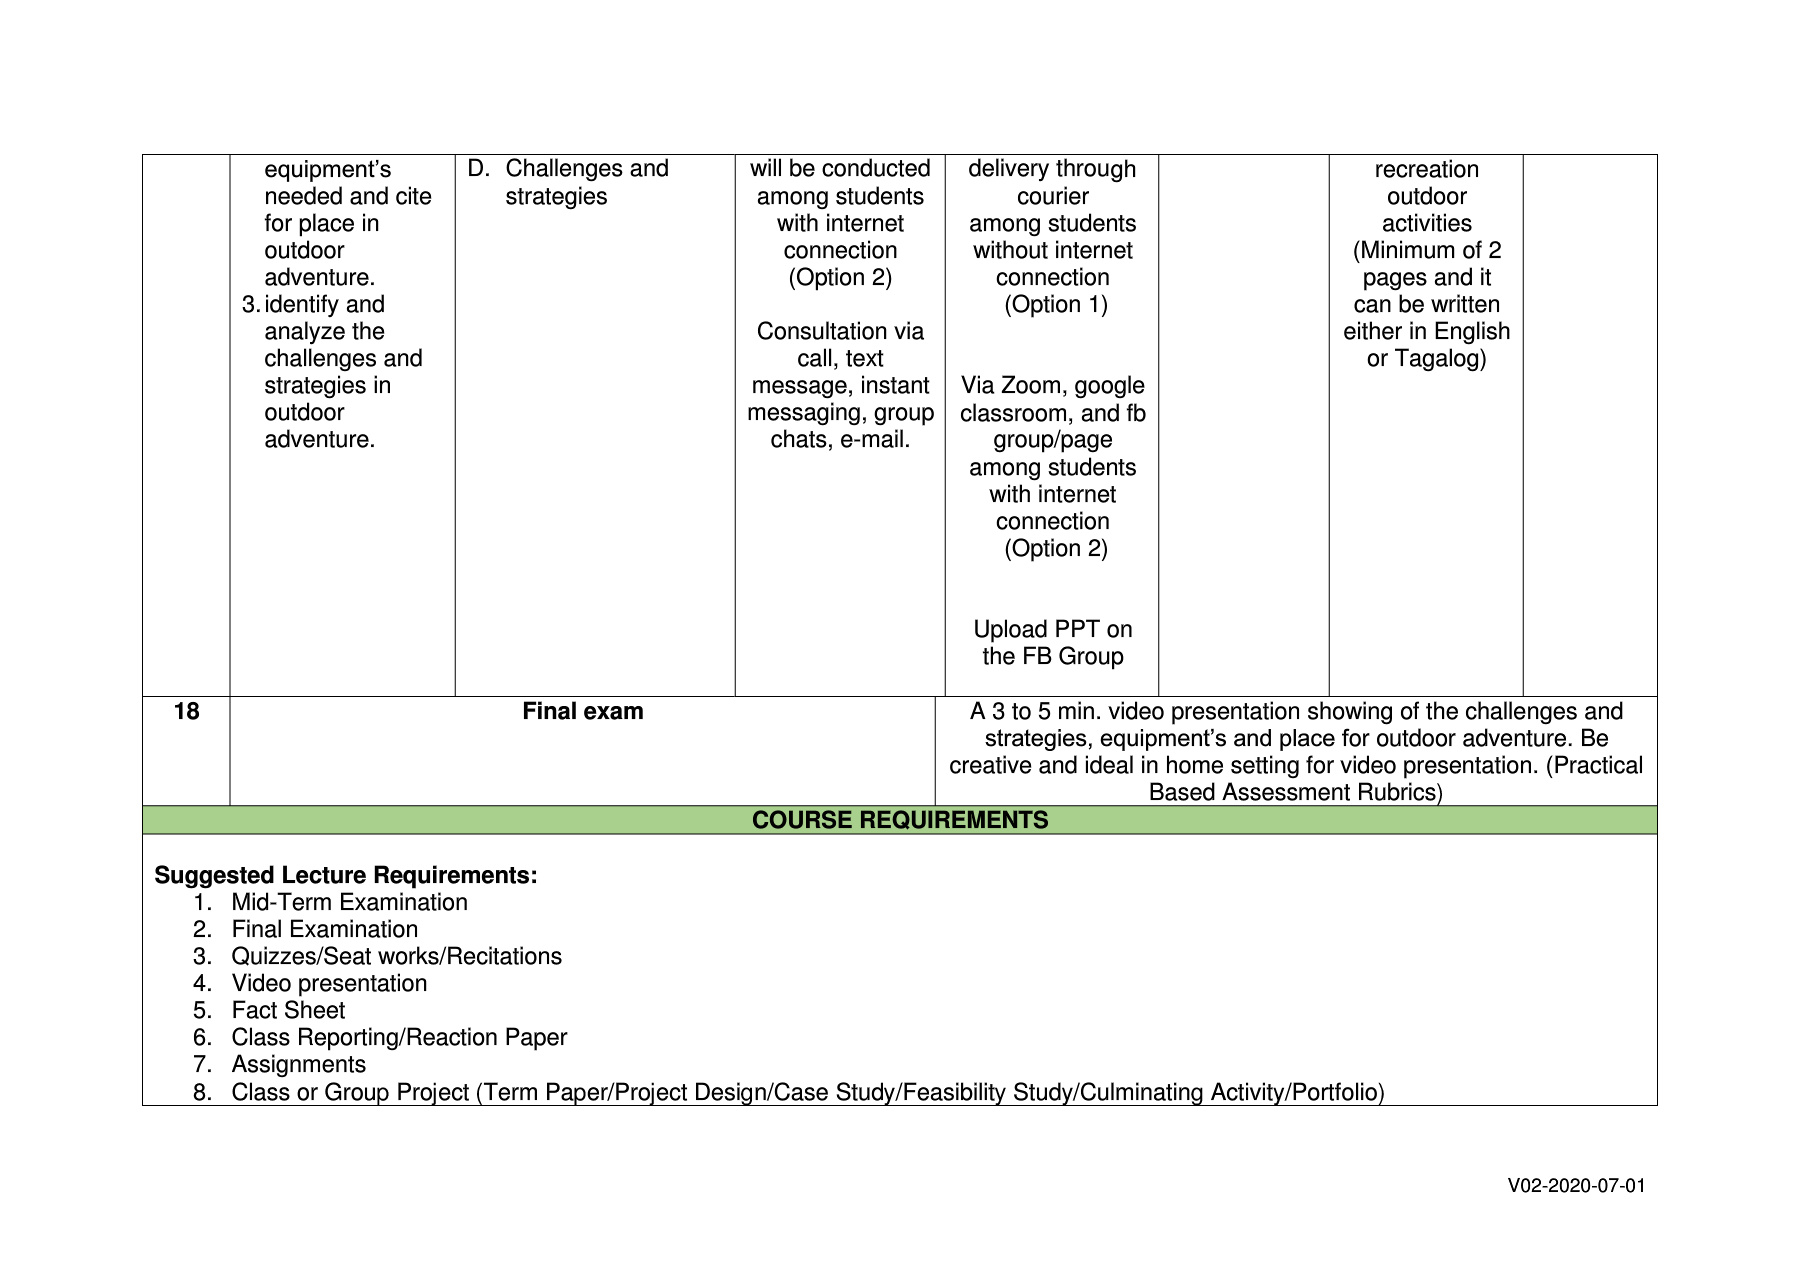 equipment's
needed and cite
for place in
outdoor
adventure.
3. identify and
analyze the
challenges and
strategies in
outdoor
adventure.
D. Challenges and
strategies
will be conducted
among students
with internet
connection
(Option 2)
Consultation via
call, text
message, instant
messaging, group
chats, e-mail.
delivery through
courier
among students
without internet
connection
(Option 1)
Via Zoom, google
classroom, and fb
group/page
among students
with internet
connection
(Option 2)
Upload PPT on
the FB Group
recreation
outdoor
activities
(Minimum of 2
pages and it
can be written
either in English
or Tagalog)
18
Final exam
A 3 to 5 min. video presentation showing of the challenges and
strategies, equipment's and place for outdoor adventure. Be
creative and ideal in home setting for video presentation. (Practical
Based Assessment Rubrics)
COURSE REQUIREMENTS
Suggested Lecture Requirements:
1. Mid-Term Examination
2. Final Examination
3. Quizzes/Seat works/Recitations
4. Video presentation
5. Fact Sheet
6. Class Reporting/Reaction Paper
7. Assignments
8. Class or Group Project (Term Paper/Project Design/Case Study/Feasibility Study/Culminating Activity/Portfolio)
V02-2020-07-01